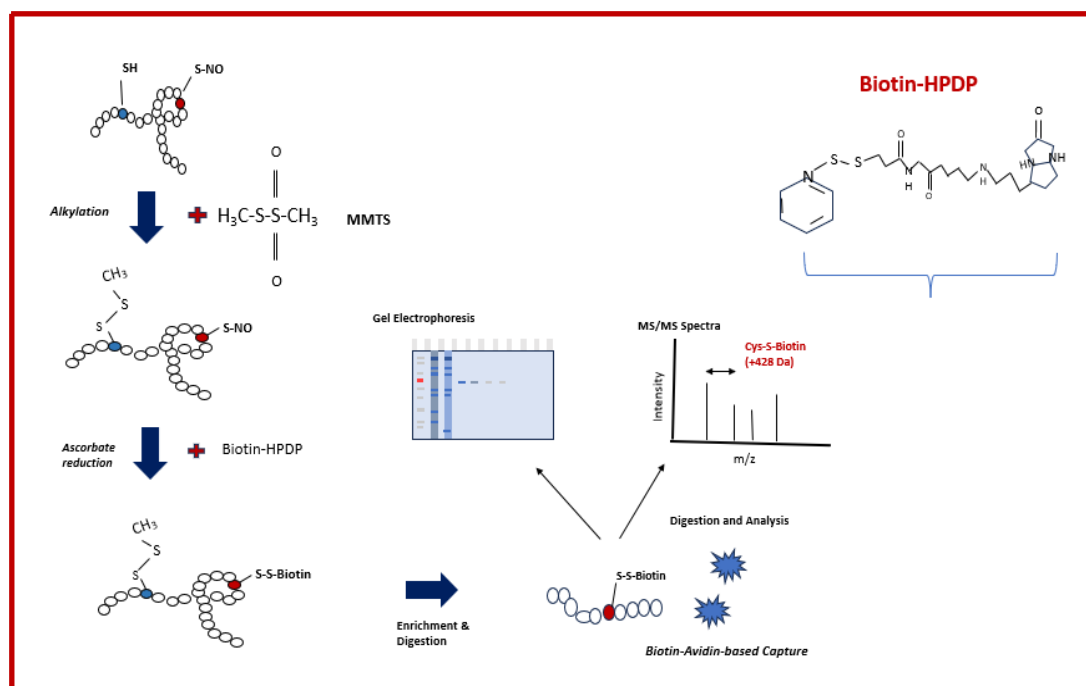 SH
S-NO
Biotin-HPDP
O
O
S
S
O
N
H
O
N
H
HN
NH
N
O
Alkylation
H₃C-S-S-CH₃
MMTS
O
CH₃
S
S
S-NO
Gel Electrophoresis
MS/MS Spectra
Cys-S-Biotin
(+428 Da)
Intensity
m/z
Ascorbate
reduction
Biotin-HPDP
Digestion and Analysis
CH₃
S
S
S-S-Biotin
S-S-Biotin
Enrichment &
Digestion
Biotin-Avidin-based Capture